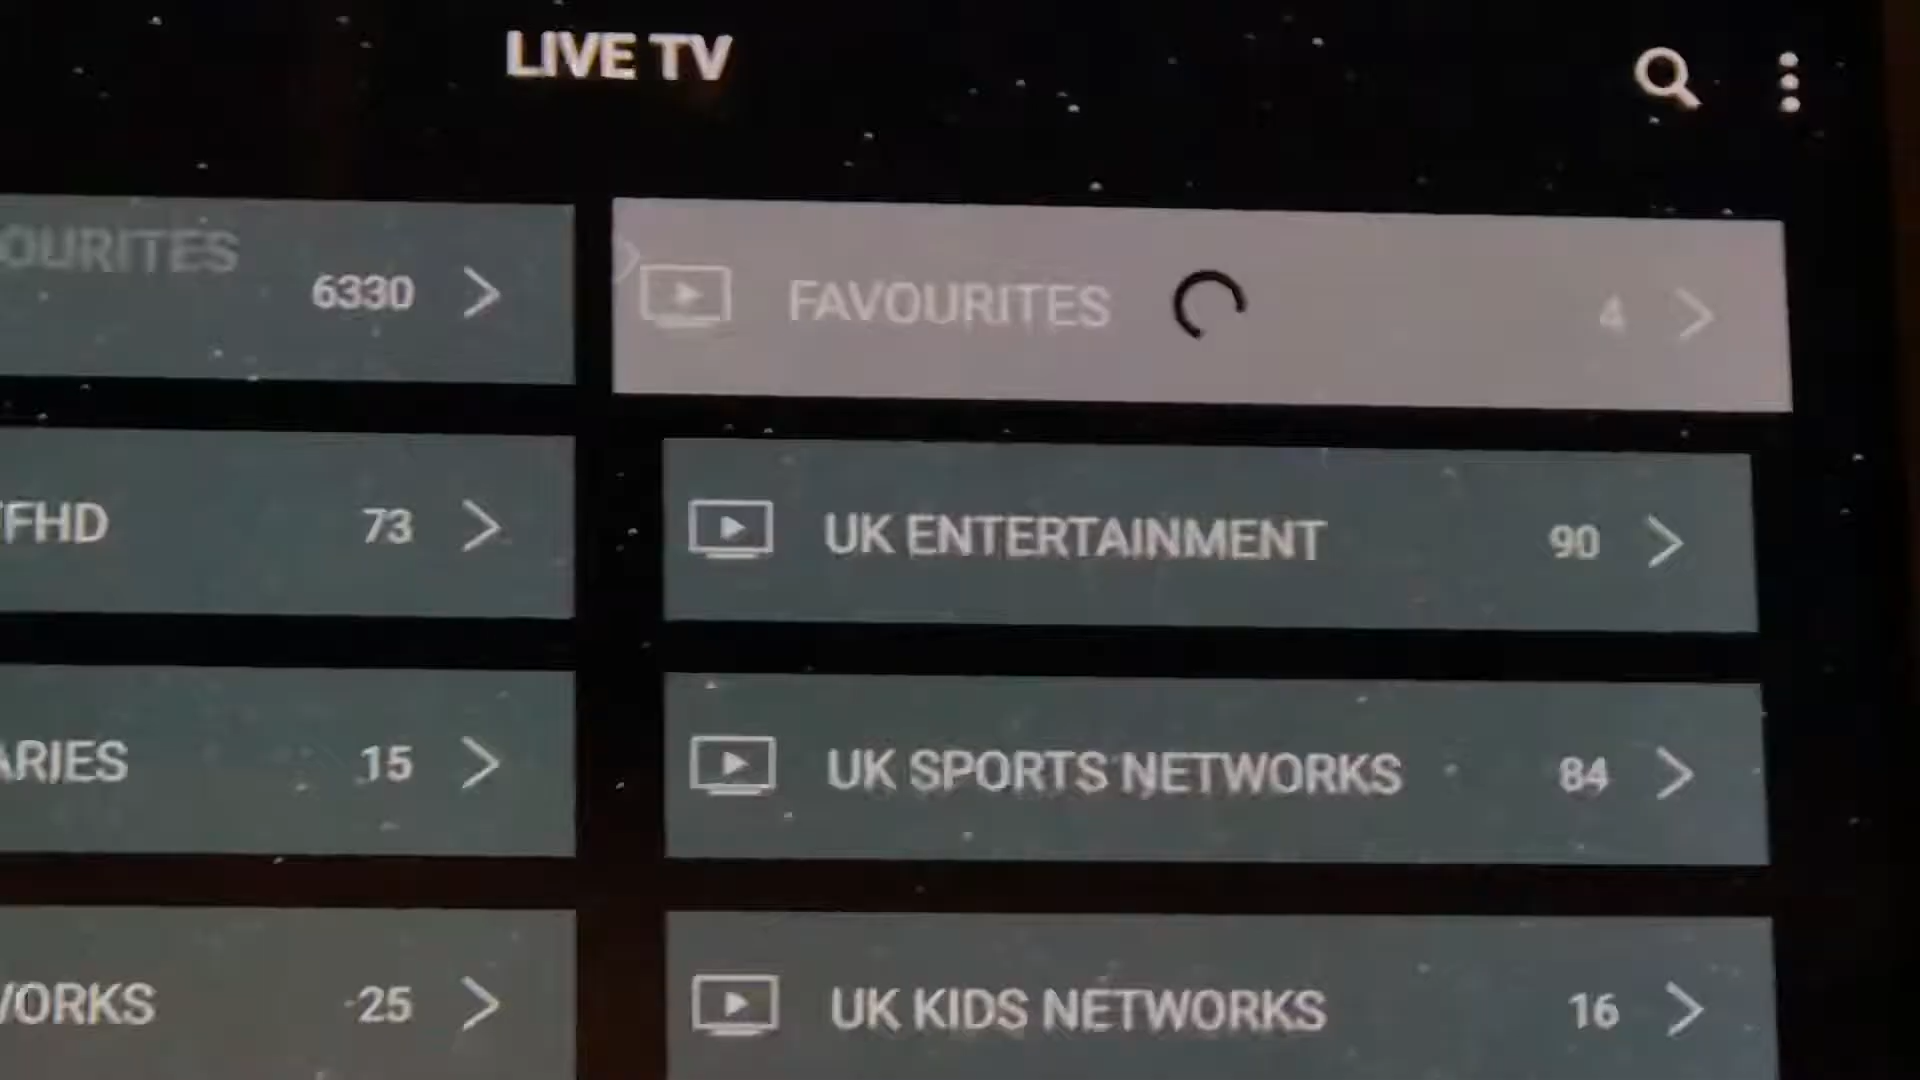 LIVE TV
OURITES
6330
FAVOURITES
4
FHD
73
UK ENTERTAINMENT
90
ARIES
15
UK SPORTS NETWORKS
84
WORKS
25
UK KIDS NETWORKS
16